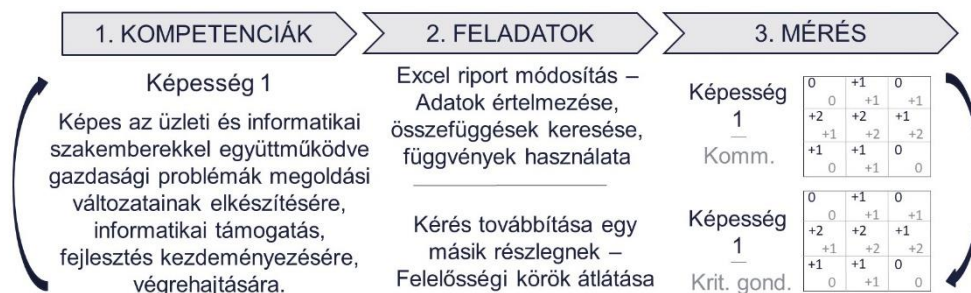 1. KOMPETENCIÁK
Képesség 1
Képes az üzleti és informatikai
szakemberekkel együttműködve
gazdasági problémák megoldási
változatainak elkészítésére,
informatikai támogatás,
fejlesztés kezdeményezésére,
végrehajtására.
2. FELADATOK
Excel riport módosítás –
Adatok értelmezése,
összefüggések keresése,
függvények használata
Kérés továbbítása egy
másik részlegnek –
Felelősségi körök átlátása
3. MÉRÉS
Képesség
1
Komm.
0 +1 0
0 +1 +1
+2 +2 +1
+1 +2 +2
+1 +1 0
0 +1 0
Képesség
1
Krit. gond.
0 +1 0
0 +1 +1
+2 +2 +1
+1 +2 +2
+1 +1 0
0 +1 0